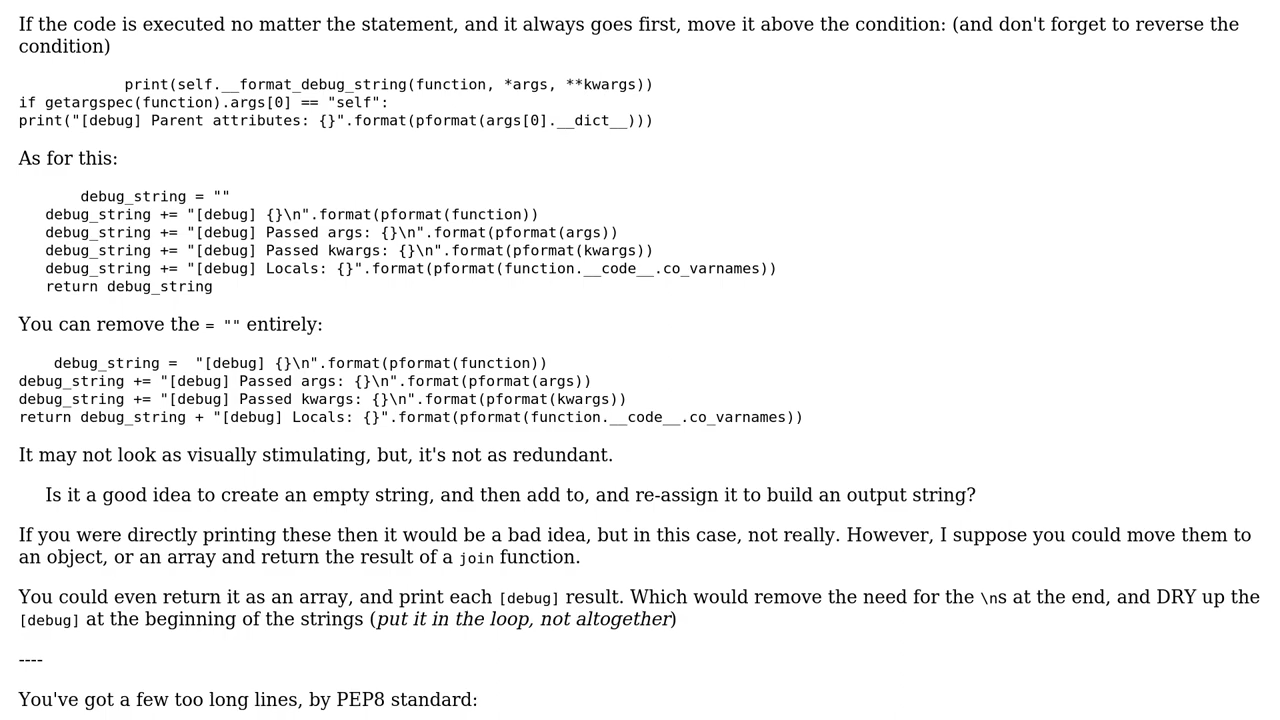 If the code is executed no matter the statement, and it always goes first, move it above the condition: (and don't forget to reverse the
condition)
print(self.__format_debug_string(function, *args, **kwargs))
if getargspec(function).args[0] == "self":
print("[debug] Parent attributes: {}".format(pformat(args[0].__dict__)))
As for this:
debug_string = ""
debug_string += "[debug] {}\n".format(pformat(function))
debug_string += "[debug] Passed args: {}\n".format(pformat(args))
debug_string += "[debug] Passed kwargs: {}\n".format(pformat(kwargs))
debug_string += "[debug] Locals: {}".format(pformat(function.__code__.co_varnames))
return debug_string
You can remove the = "" entirely:
debug_string =  "[debug] {}\n".format(pformat(function))
debug_string += "[debug] Passed args: {}\n".format(pformat(args))
debug_string += "[debug] Passed kwargs: {}\n".format(pformat(kwargs))
return debug_string + "[debug] Locals: {}".format(pformat(function.__code__.co_varnames))
It may not look as visually stimulating, but, it's not as redundant.
Is it a good idea to create an empty string, and then add to, and re-assign it to build an output string?
If you were directly printing these then it would be a bad idea, but in this case, not really. However, I suppose you could move them to
an object, or an array and return the result of a join function.
You could even return it as an array, and print each [debug] result. Which would remove the need for the \ns at the end, and DRY up the
[debug] at the beginning of the strings (put it in the loop, not altogether)
----
You've got a few too long lines, by PEP8 standard: